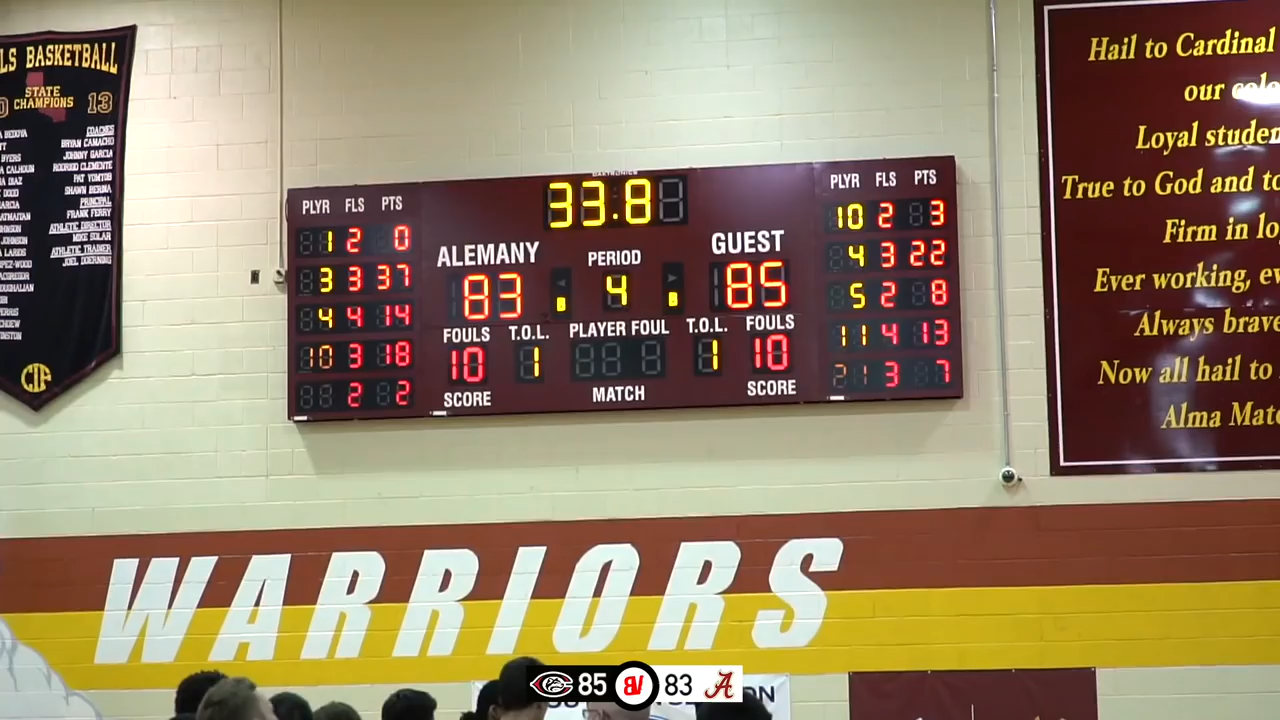 LS BASKETBALL
STATE
CHAMPIONS
13
COACHES
BRYAN CAMACHO
JOHNNY GARCIA
RODRIGO CLEMENTE
PAT YOMTOB
SHAWN BERNA
PRINCIPAL
FRANK FERRY
ATHLETIC DIRECTOR
ATHLETIC TRAINER
CIF
PLYR FLS PTS
1 2 0
3 3 37
4 4 14
10 3 18
2 2
DAKTRONICS
33.8
ALEMANY PERIOD GUEST
83 4 85
FOULS T.O.L. PLAYER FOUL T.O.L. FOULS
10 1 1 10
SCORE MATCH SCORE
PLYR FLS PTS
10 2 3
4 3 22
5 2 8
11 4 13
21 3 7
Hail to Cardinal
our colo
Loyal studen
True to God and to
Firm in lo
Ever working, ev
Always brave
Now all hail to
Alma Mate
WARRIORS
C 85 BV 83 A